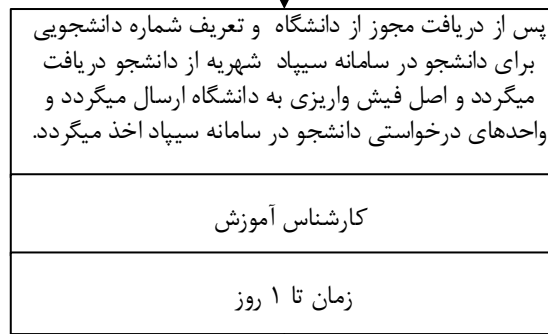 پس از دریافت مجوز از دانشگاه و تعریف شماره دانشجویی
برای دانشجو در سامانه سیپاد شهریه از دانشجو دریافت
میگردد و اصل فیش واریزی به دانشگاه ارسال میگردد و
واحدهای درخواستی دانشجو در سامانه سیپاد اخذ میگردد.
کارشناس آموزش
زمان تا ۱ روز